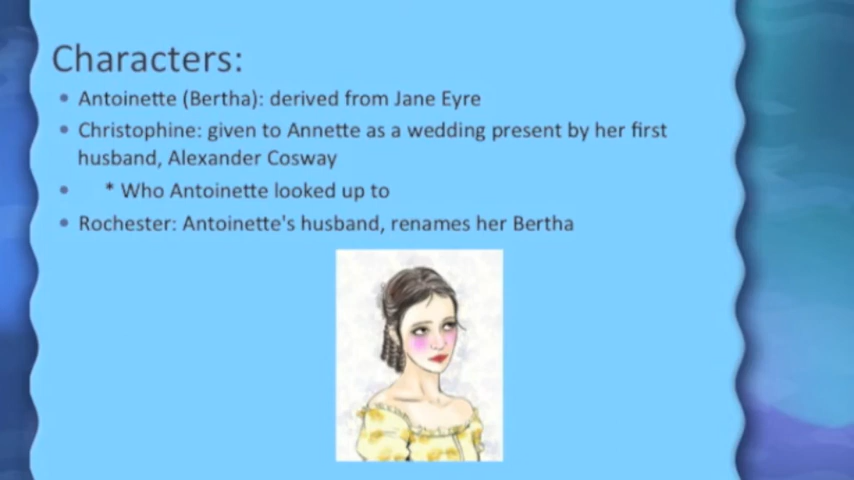 Characters:
• Antoinette (Bertha): derived from Jane Eyre
• Christophine: given to Annette as a wedding present by her first
husband, Alexander Cosway
• * Who Antoinette looked up to
• Rochester: Antoinette's husband, renames her Bertha